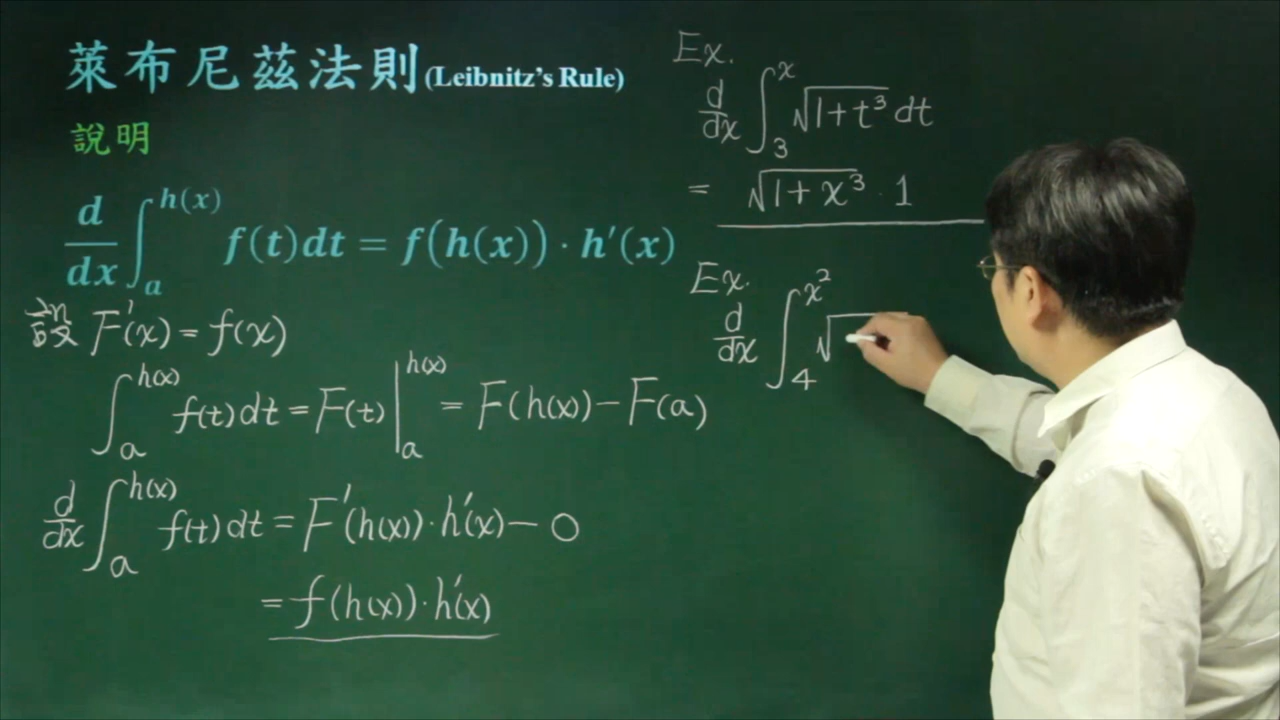 萊布尼茲法則(Leibnitz's Rule)
說明
d/dx ∫_a^{h(x)} f(t)dt = f(h(x))·h′(x)
設 F′(x) = f(x)
∫_a^{h(x)} f(t)dt = F(t)|_a^{h(x)} = F(h(x)) − F(a)
d/dx ∫_a^{h(x)} f(t)dt = F′(h(x))·h′(x) − 0
= f(h(x))·h′(x)
Ex.
d/dx ∫_3^x √(1+t³) dt
= √(1+x³)·1
Ex.
d/dx ∫_4^{x²} √